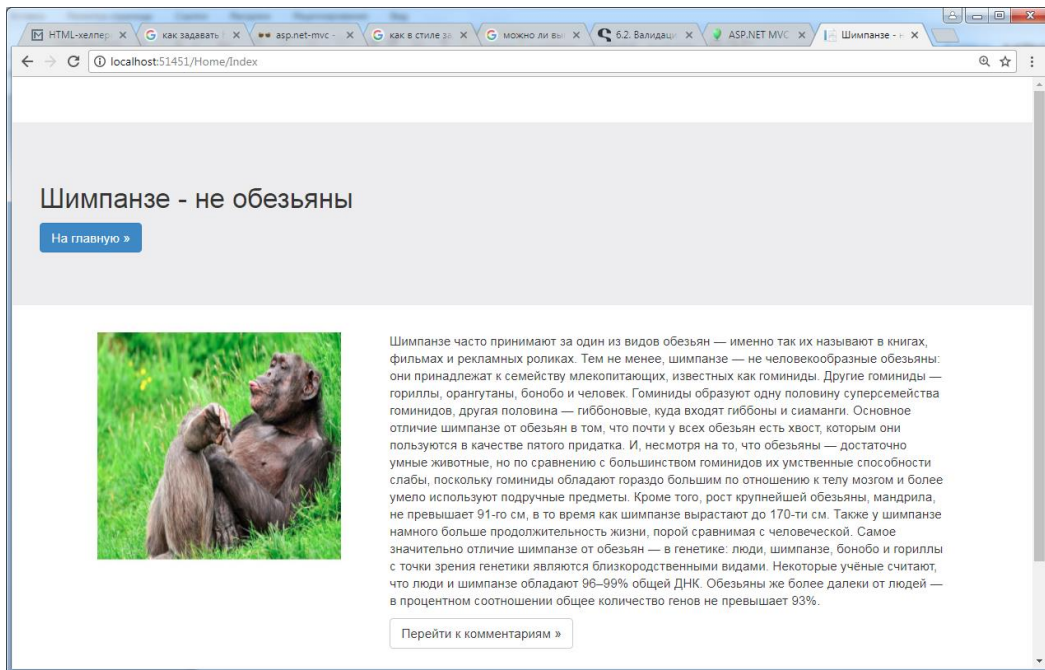 HTML-хелпер
как задавать
asp.net-mvc -
как в стиле за
можно ли вы
6.2. Валидаци
ASP.NET MVC
Шимпанзе - н
localhost:51451/Home/Index
Шимпанзе - не обезьяны
На главную »
Шимпанзе часто принимают за один из видов обезьян — именно так их называют в книгах,
фильмах и рекламных роликах. Тем не менее, шимпанзе — не человекообразные обезьяны:
они принадлежат к семейству млекопитающих, известных как гоминиды. Другие гоминиды —
гориллы, орангутаны, бонобо и человек. Гоминиды образуют одну половину суперсемейства
гоминидов, другая половина — гиббоновые, куда входят гиббоны и сиаманги. Основное
отличие шимпанзе от обезьян в том, что почти у всех обезьян есть хвост, которым они
пользуются в качестве пятого придатка. И, несмотря на то, что обезьяны — достаточно
умные животные, но по сравнению с большинством гоминидов их умственные способности
слабы, поскольку гоминиды обладают гораздо большим по отношению к телу мозгом и более
умело используют подручные предметы. Кроме того, рост крупнейшей обезьяны, мандрила,
не превышает 91-го см, в то время как шимпанзе вырастают до 170-ти см. Также у шимпанзе
намного больше продолжительность жизни, порой сравнимая с человеческой. Самое
значительно отличие шимпанзе от обезьян — в генетике: люди, шимпанзе, бонобо и гориллы
с точки зрения генетики являются близкородственными видами. Некоторые учёные считают,
что люди и шимпанзе обладают 96–99% общей ДНК. Обезьяны же более далеки от людей —
в процентном соотношении общее количество генов не превышает 93%.
Перейти к комментариям »